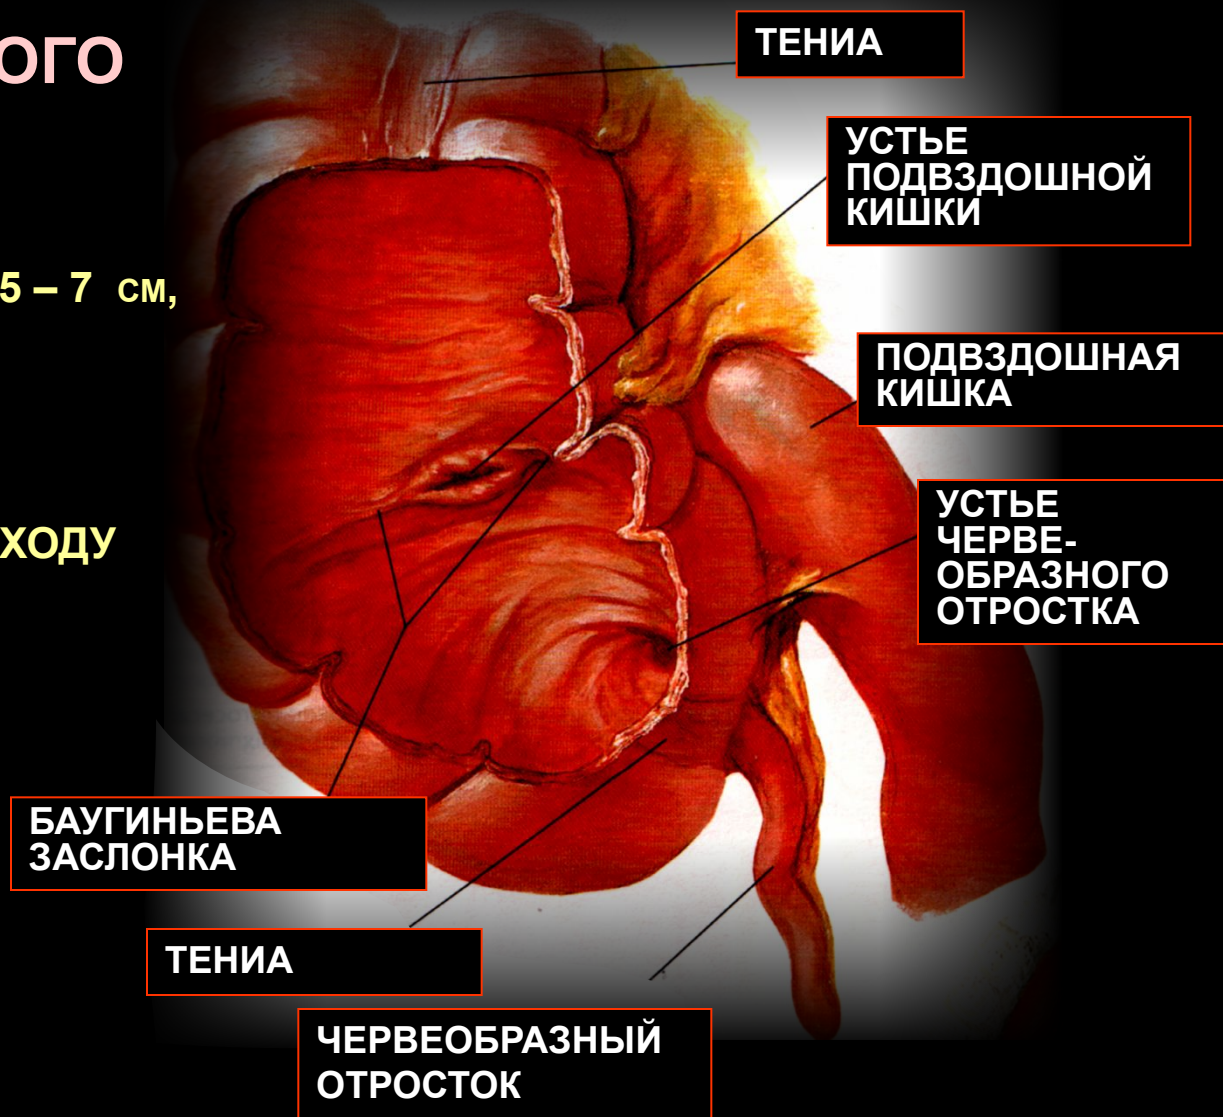 ОГО
5 – 7 см,
ХОДУ
ТЕНИА
УСТЬЕ
ПОДВЗДОШНОЙ
КИШКИ
ПОДВЗДОШНАЯ
КИШКА
УСТЬЕ
ЧЕРВЕ-
ОБРАЗНОГО
ОТРОСТКА
БАУГИНЬЕВА
ЗАСЛОНКА
ТЕНИА
ЧЕРВЕОБРАЗНЫЙ
ОТРОСТОК